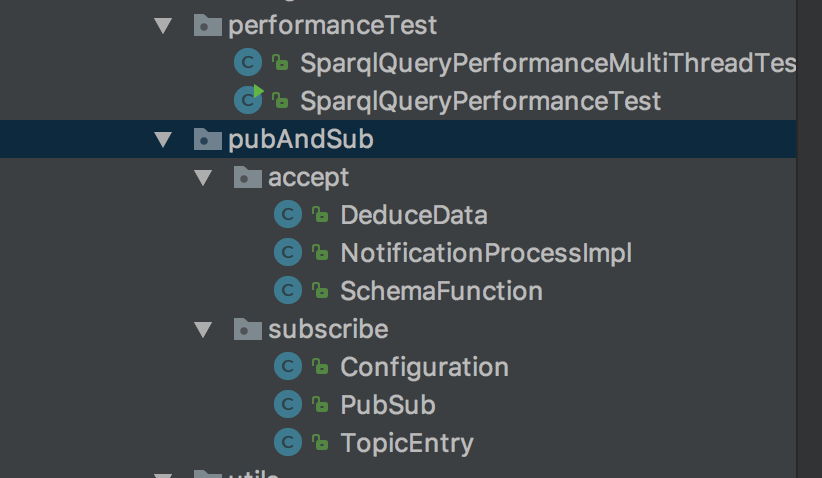 performanceTest
SparqlQueryPerformanceMultiThreadTes
SparqlQueryPerformanceTest
pubAndSub
accept
DeduceData
NotificationProcessImpl
SchemaFunction
subscribe
Configuration
PubSub
TopicEntry